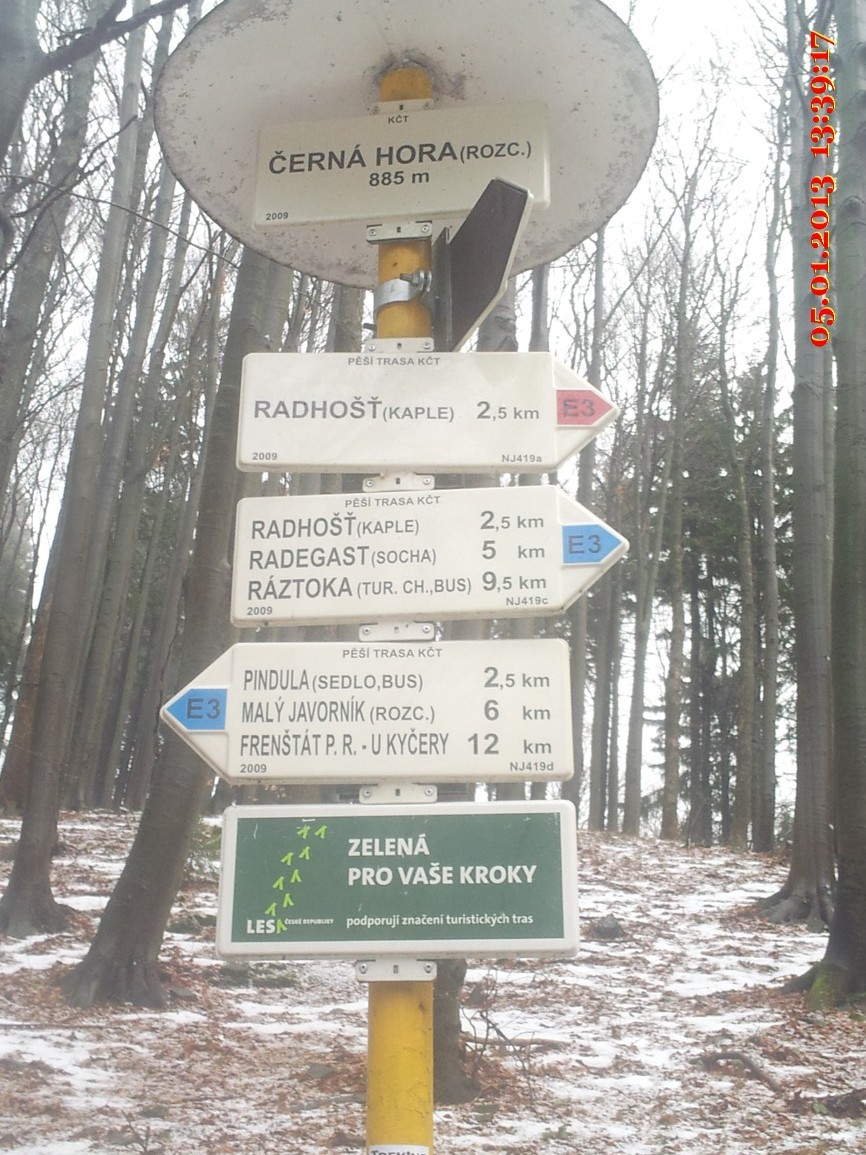 05.01.2013 13:39:17
KČT
ČERNÁ HORA (ROZC.)
885 m
2009
PĚŠÍ TRASA KČT
RADHOŠŤ (KAPLE) 2,5 km E3
2009 NJ419a
PĚŠÍ TRASA KČT
RADHOŠŤ (KAPLE) 2,5 km
RADEGAST (SOCHA) 5 km E3
RÁZTOKA (TUR. CH.,BUS) 9,5 km
2009 NJ419c
PĚŠÍ TRASA KČT
PINDULA (SEDLO,BUS) 2,5 km
E3 MALÝ JAVORNÍK (ROZC.) 6 km
FRENŠTÁT P. R. - U KYČERY 12 km
2009 NJ419d
ZELENÁ
PRO VAŠE KROKY
LESY ČESKÉ REPUBLIKY podporují značení turistických tras